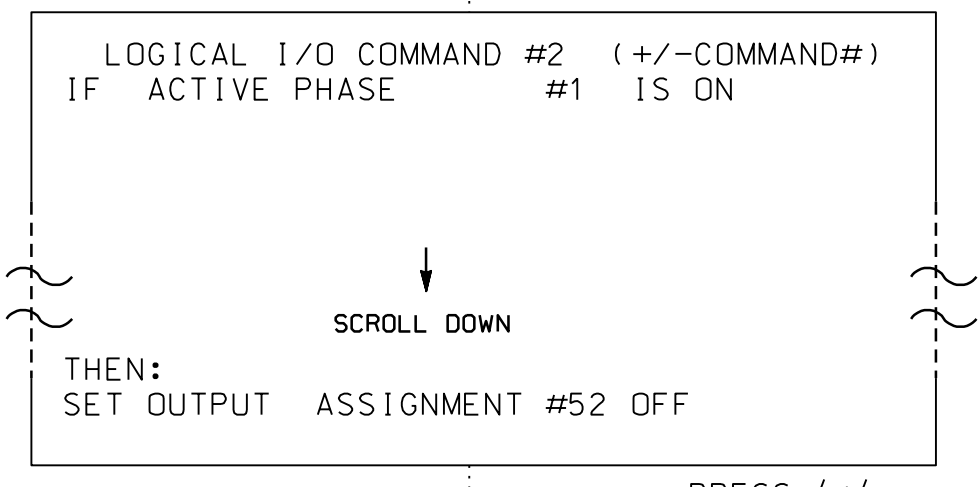 LOGICAL I/O COMMAND #2 (+/-COMMAND#)
IF ACTIVE PHASE #1 IS ON
SCROLL DOWN
THEN:
SET OUTPUT ASSIGNMENT #52 OFF